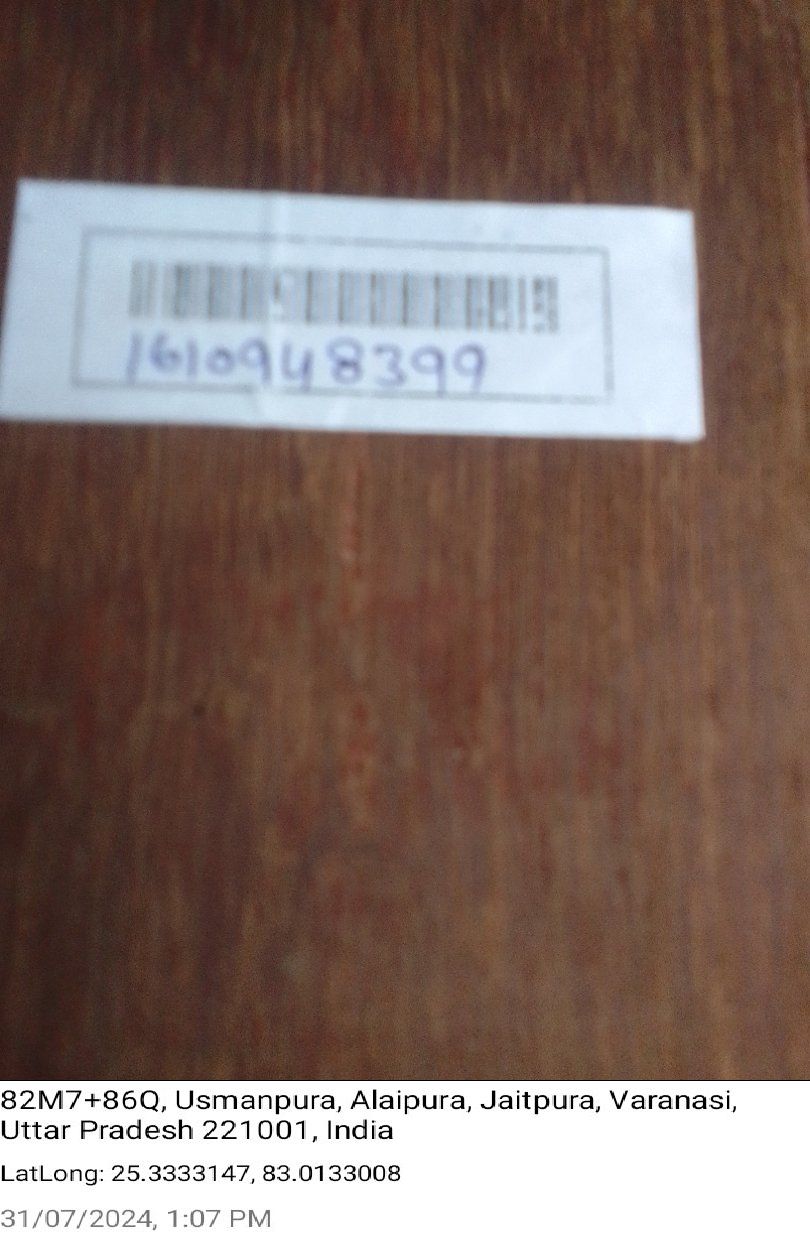 1610948399
82M7+86Q, Usmanpura, Alaipura, Jaitpura, Varanasi,
Uttar Pradesh 221001, India
LatLong: 25.3333147, 83.0133008
31/07/2024, 1:07 PM